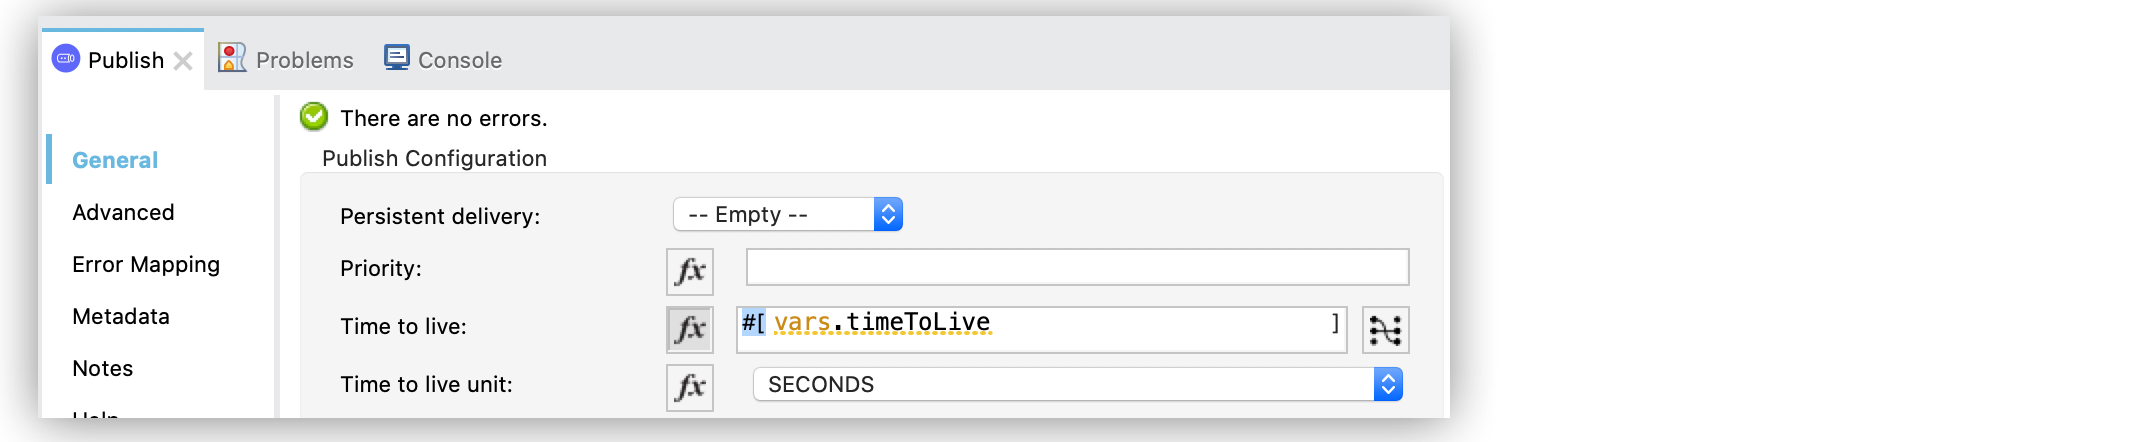 Publish Problems Console
There are no errors.
Publish Configuration
General
Advanced
Error Mapping
Metadata
Notes
Help
Persistent delivery: -- Empty --
Priority: fx
Time to live: fx #[ vars.timeToLive ]
Time to live unit: fx SECONDS